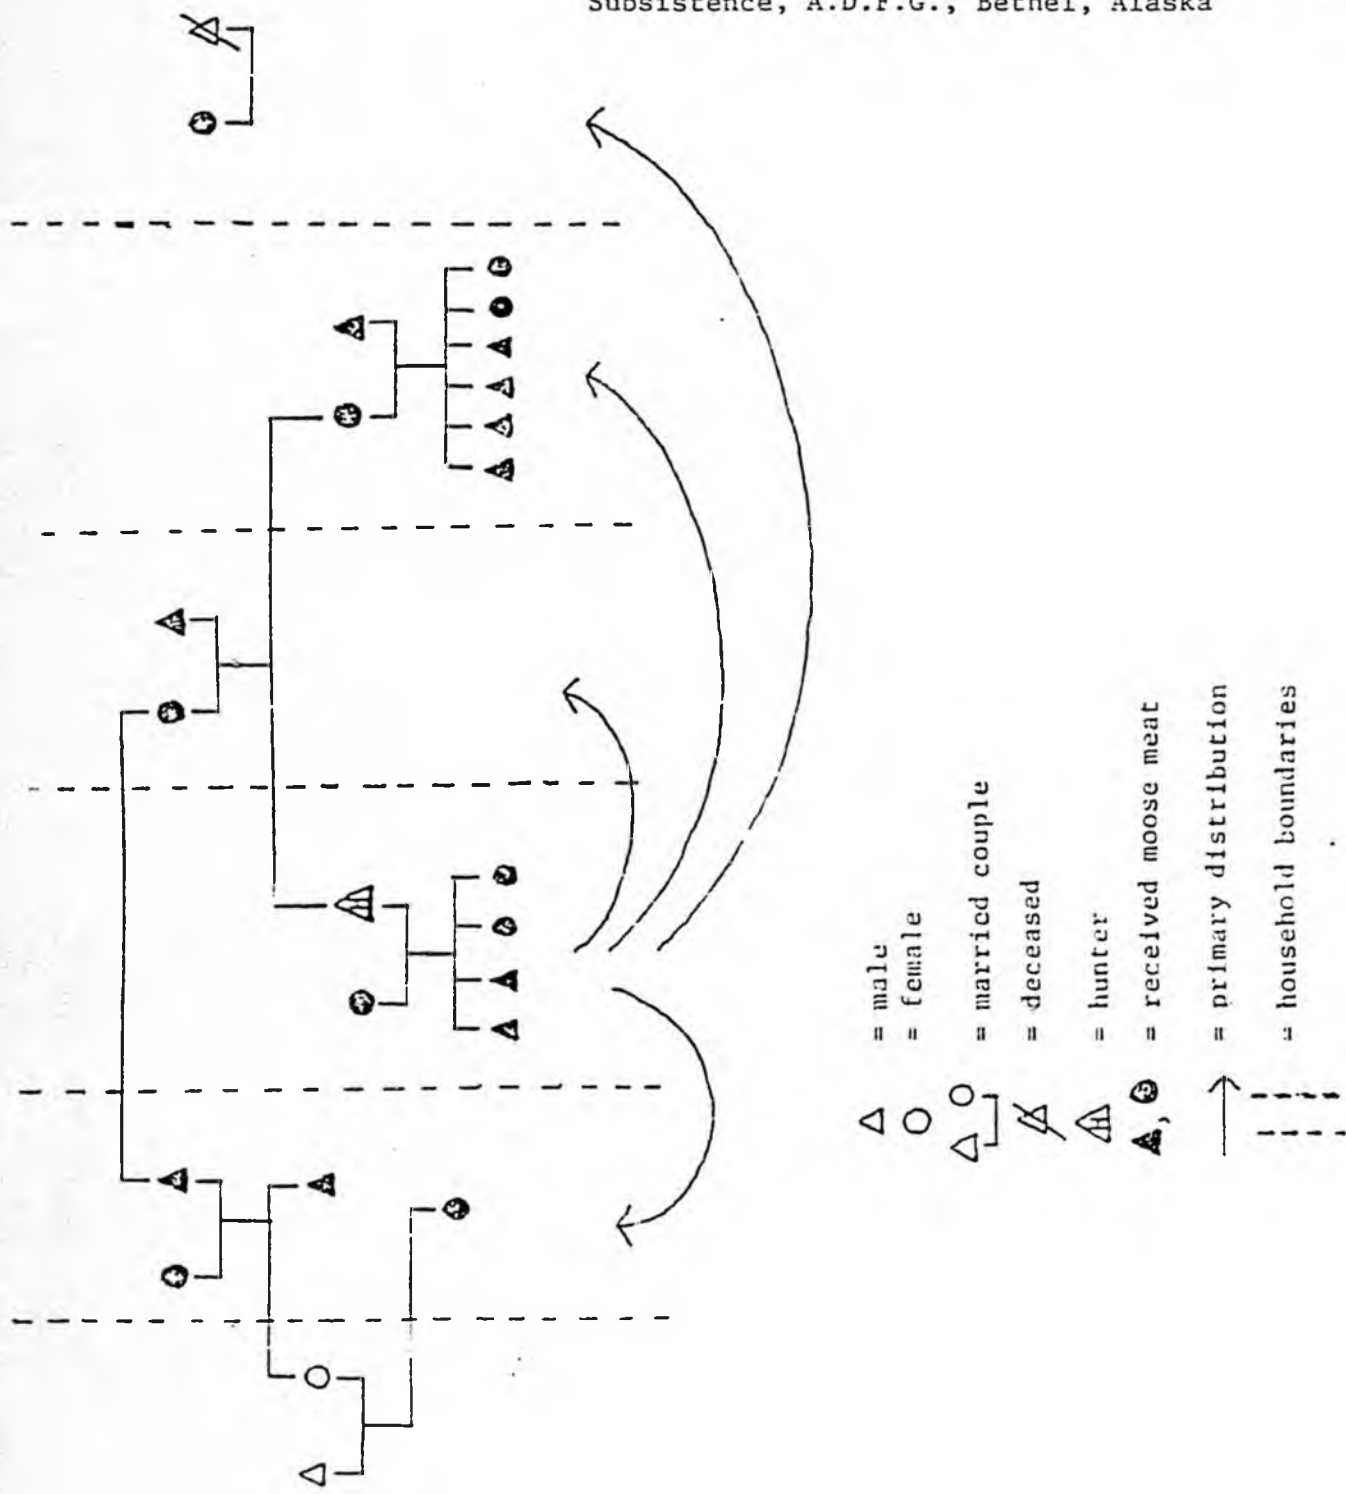 Subsistence, A.D.F.G., Bethel, Alaska
= male
= female
= married couple
= deceased
= hunter
= received moose meat
= primary distribution
= household boundaries